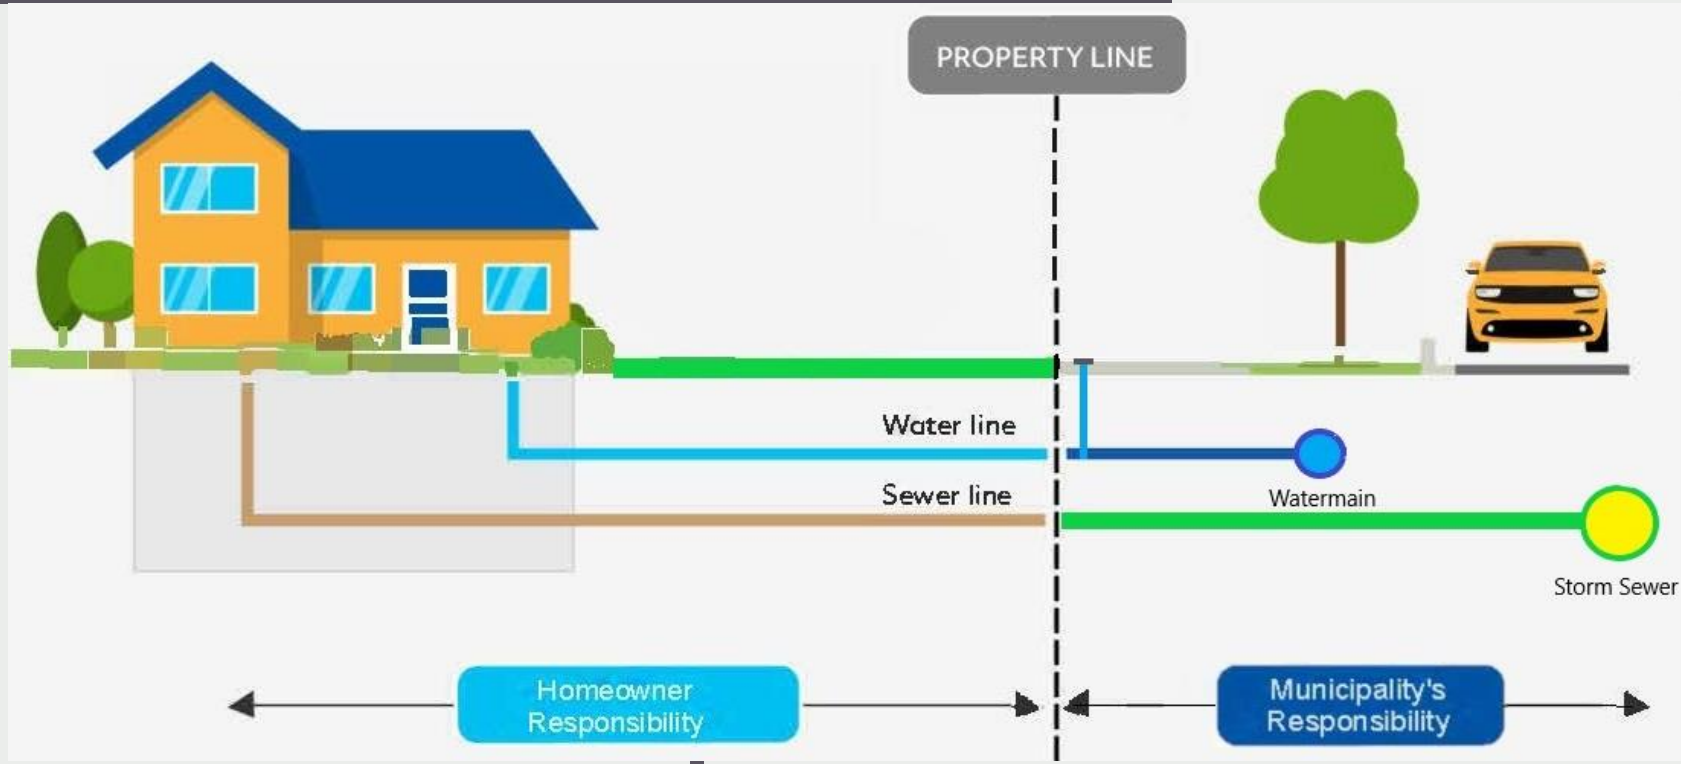 PROPERTY LINE
Water line
Sewer line
Watermain
Storm Sewer
Homeowner
Responsibility
Municipality's
Responsibility